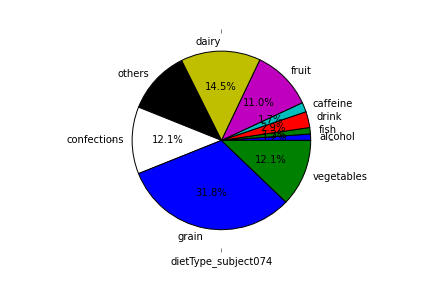 dairy
others
14.5%
fruit
11.0%
caffeine
drink
fish
alcohol
confections
12.1%
12.1%
vegetables
31.8%
grain
dietType_subject074